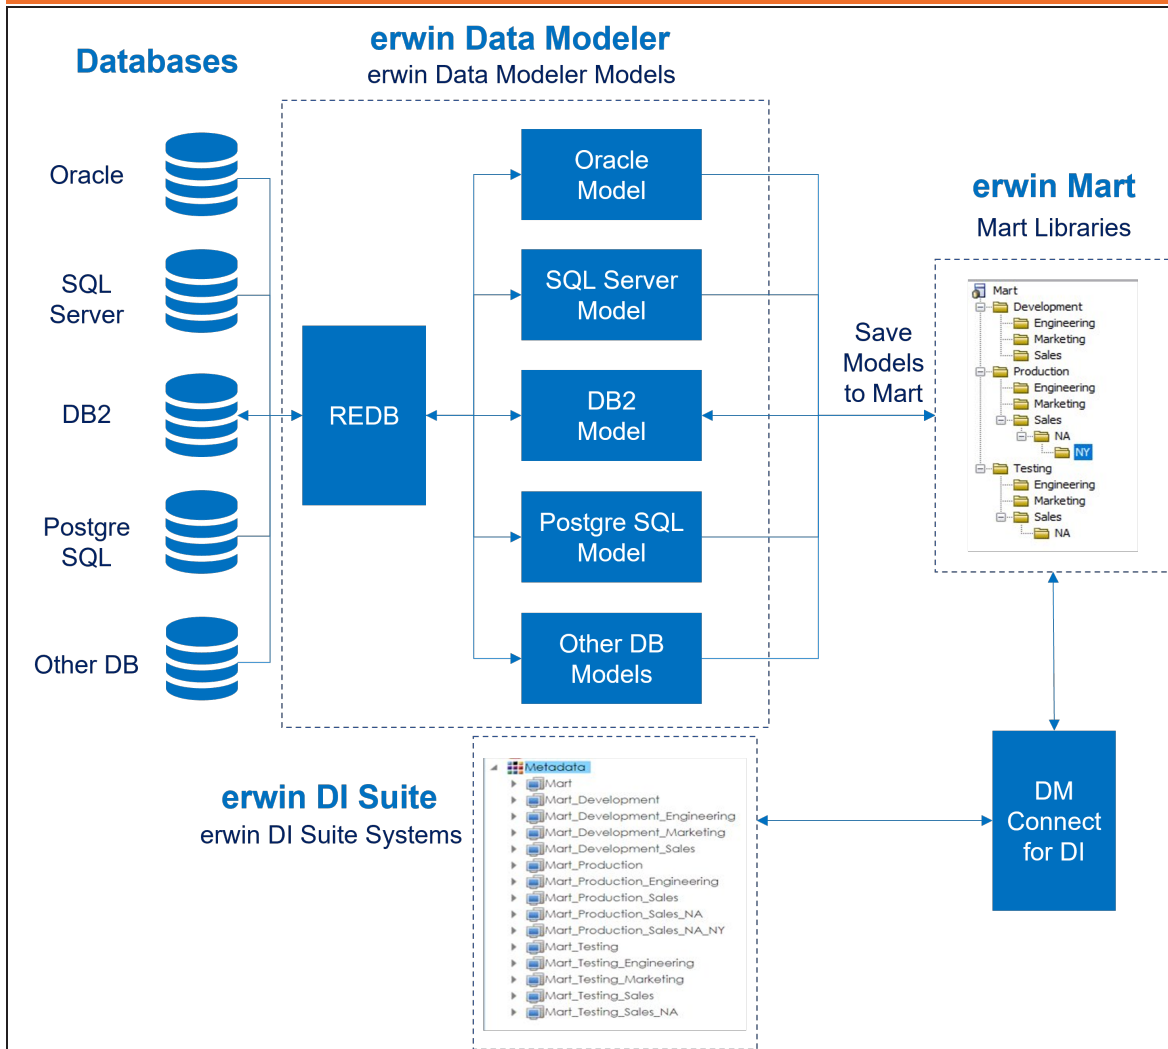 Databases
erwin Data Modeler
erwin Data Modeler Models
Oracle
SQL
Server
DB2
Postgre
SQL
Other DB
REDB
Oracle
Model
SQL Server
Model
DB2
Model
Postgre SQL
Model
Other DB
Models
Save
Models
to Mart
erwin Mart
Mart Libraries
Mart
Development
Engineering
Marketing
Sales
Production
Engineering
Marketing
Sales
NA
NY
Testing
Engineering
Marketing
Sales
NA
DM
Connect
for DI
erwin DI Suite
erwin DI Suite Systems
Metadata
Mart
Mart_Development
Mart_Development_Engineering
Mart_Development_Marketing
Mart_Development_Sales
Mart_Production
Mart_Production_Engineering
Mart_Production_Sales
Mart_Production_Sales_NA
Mart_Production_Sales_NA_NY
Mart_Testing
Mart_Testing_Engineering
Mart_Testing_Marketing
Mart_Testing_Sales
Mart_Testing_Sales_NA